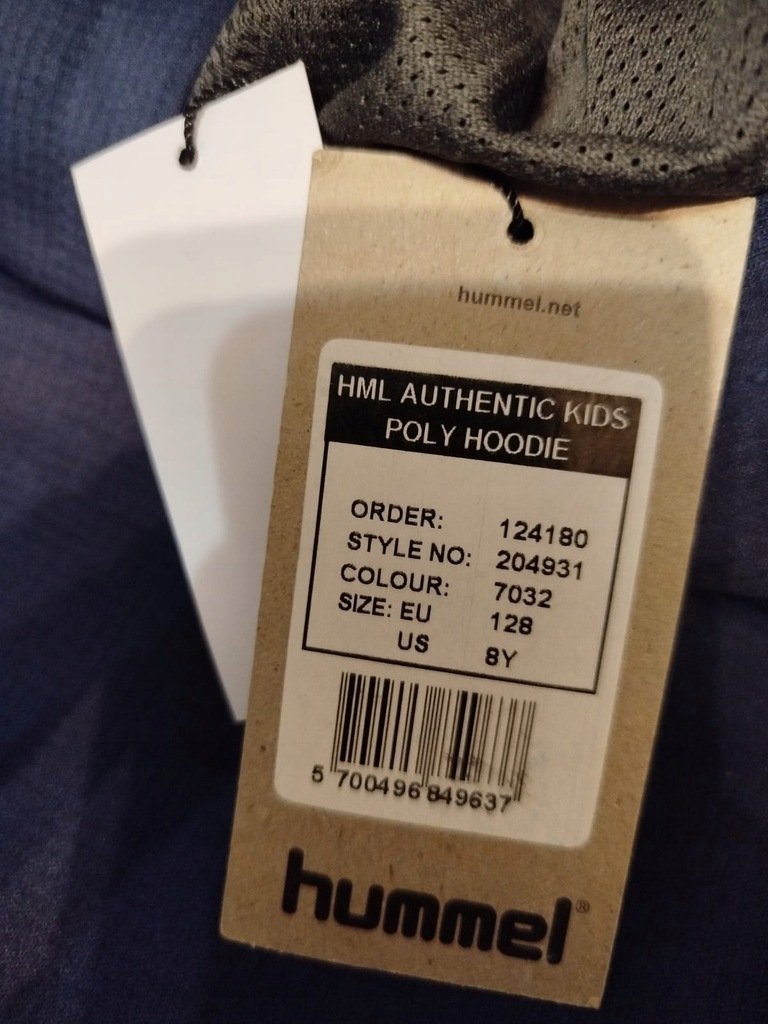 hummel.net
HML AUTHENTIC KIDS
POLY HOODIE
ORDER: 124180
STYLE NO: 204931
COLOUR: 7032
SIZE: EU 128
US 8Y
5 700496 849637
hummel®